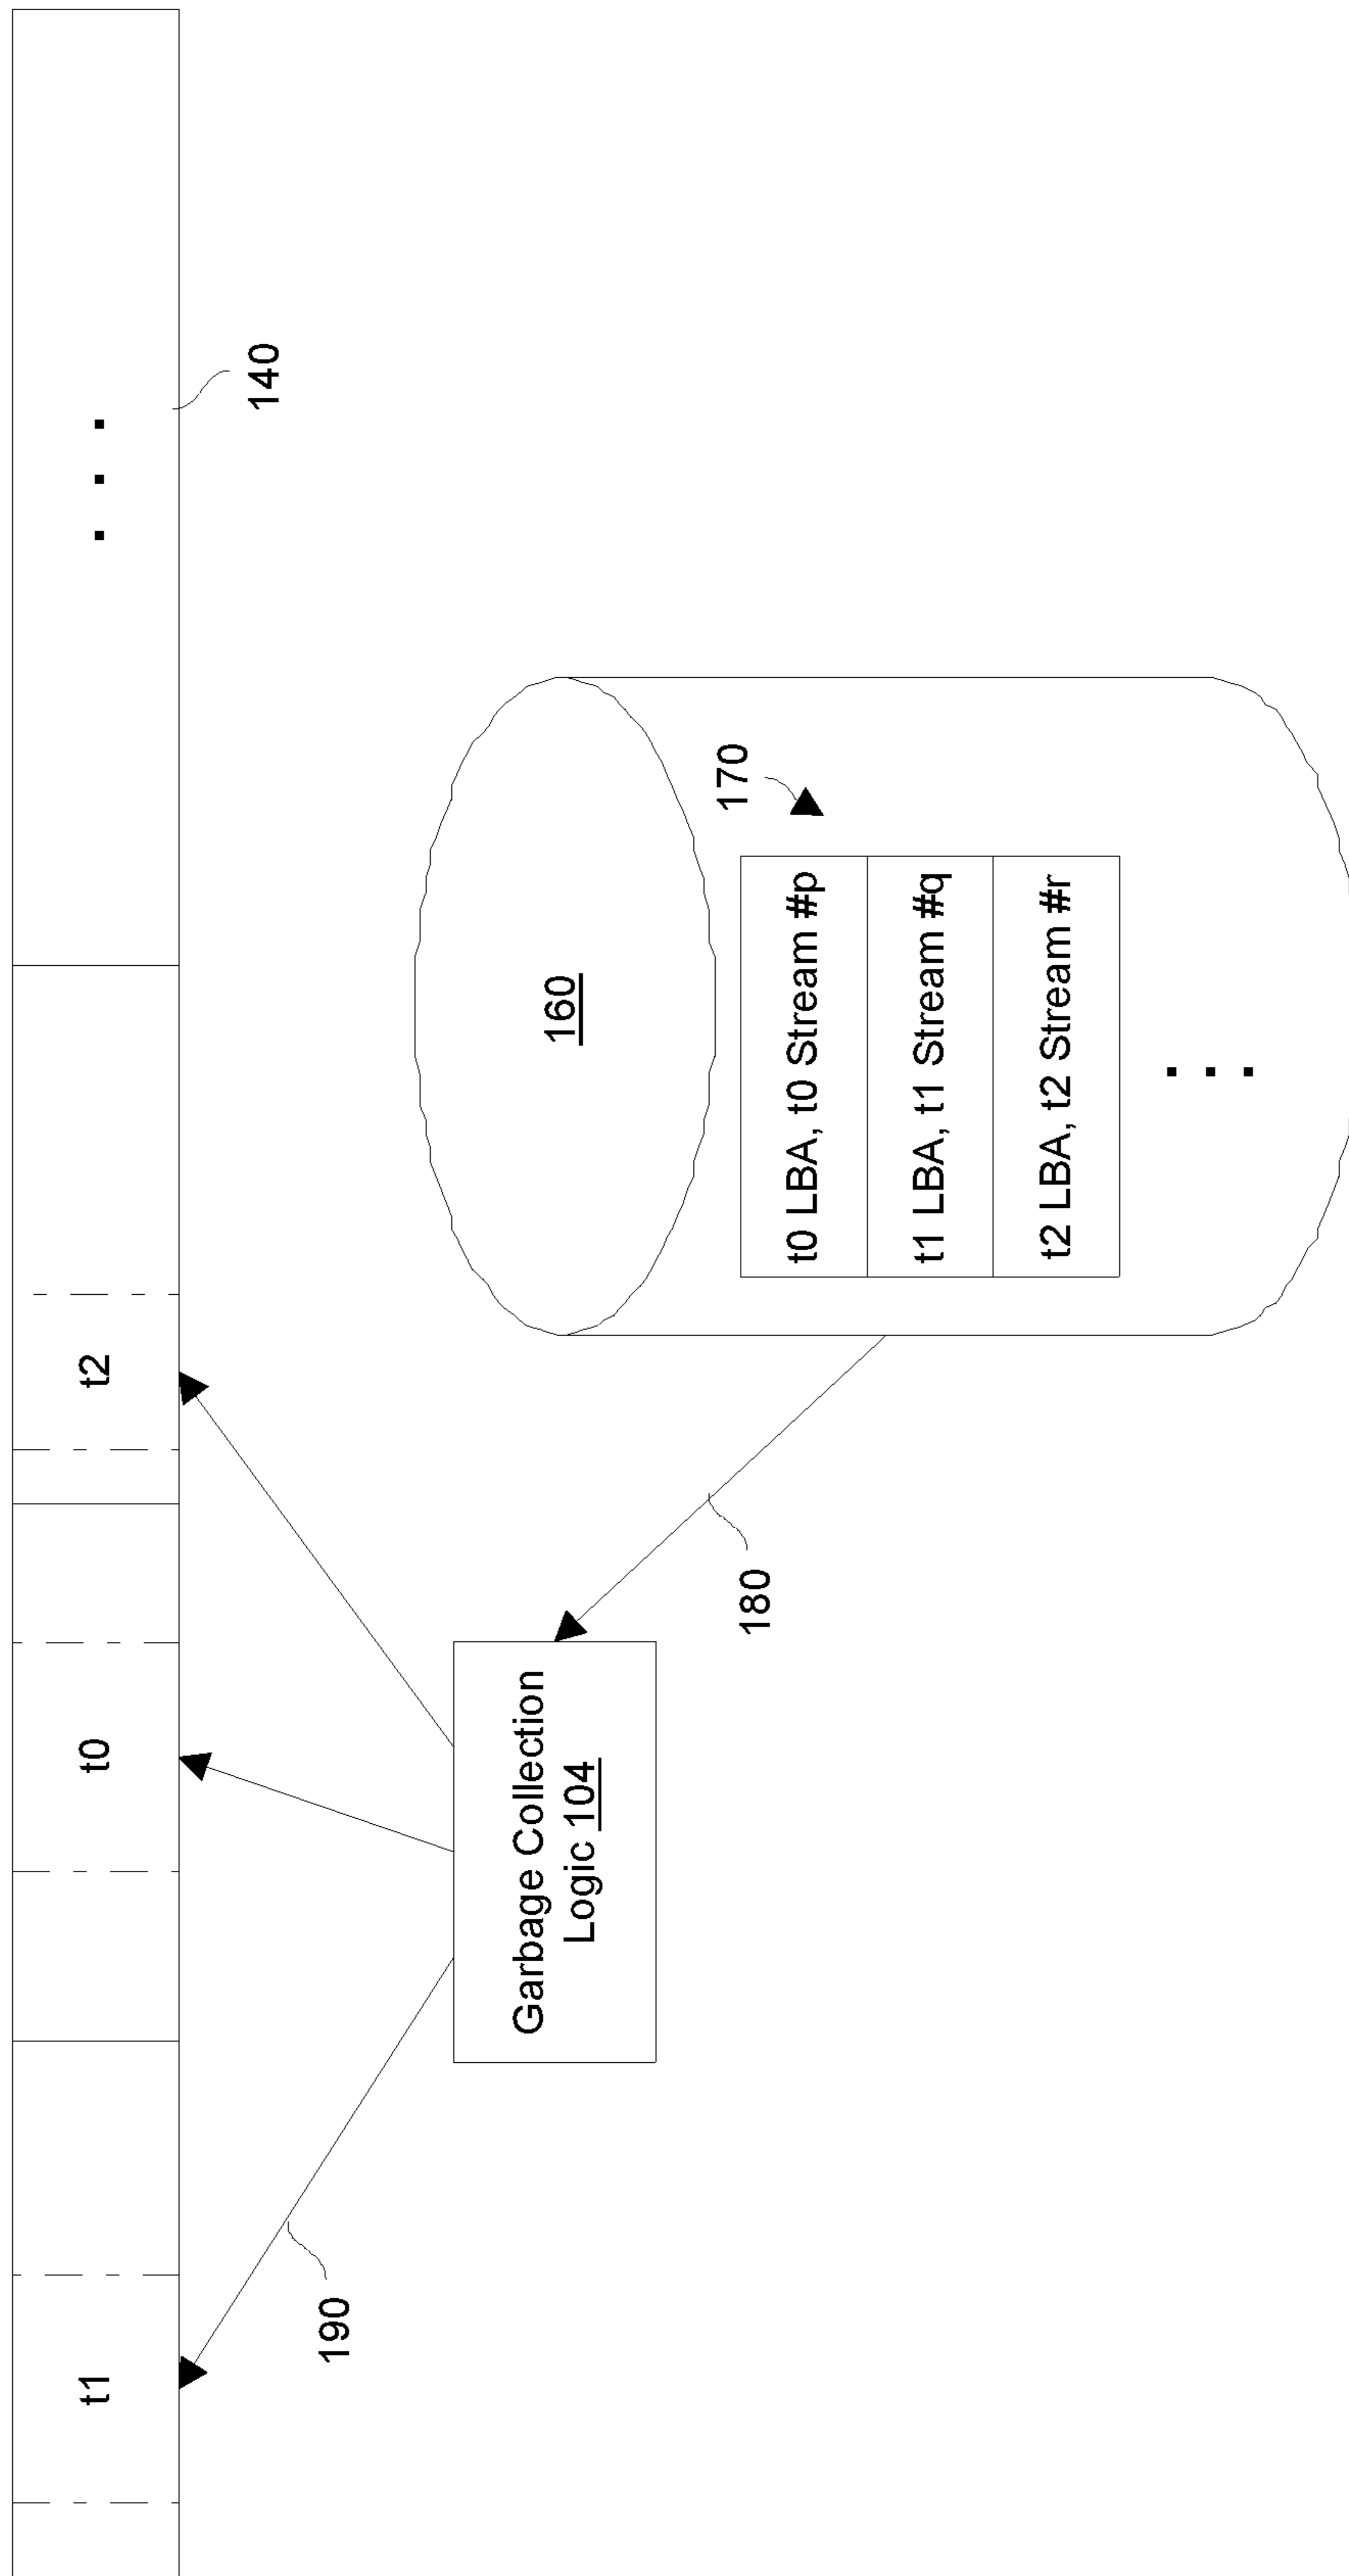 t1
t0
t2
. . .
140
190
Garbage Collection
Logic 104
180
160
170
t0 LBA, t0 Stream #p
t1 LBA, t1 Stream #q
t2 LBA, t2 Stream #r
. . .